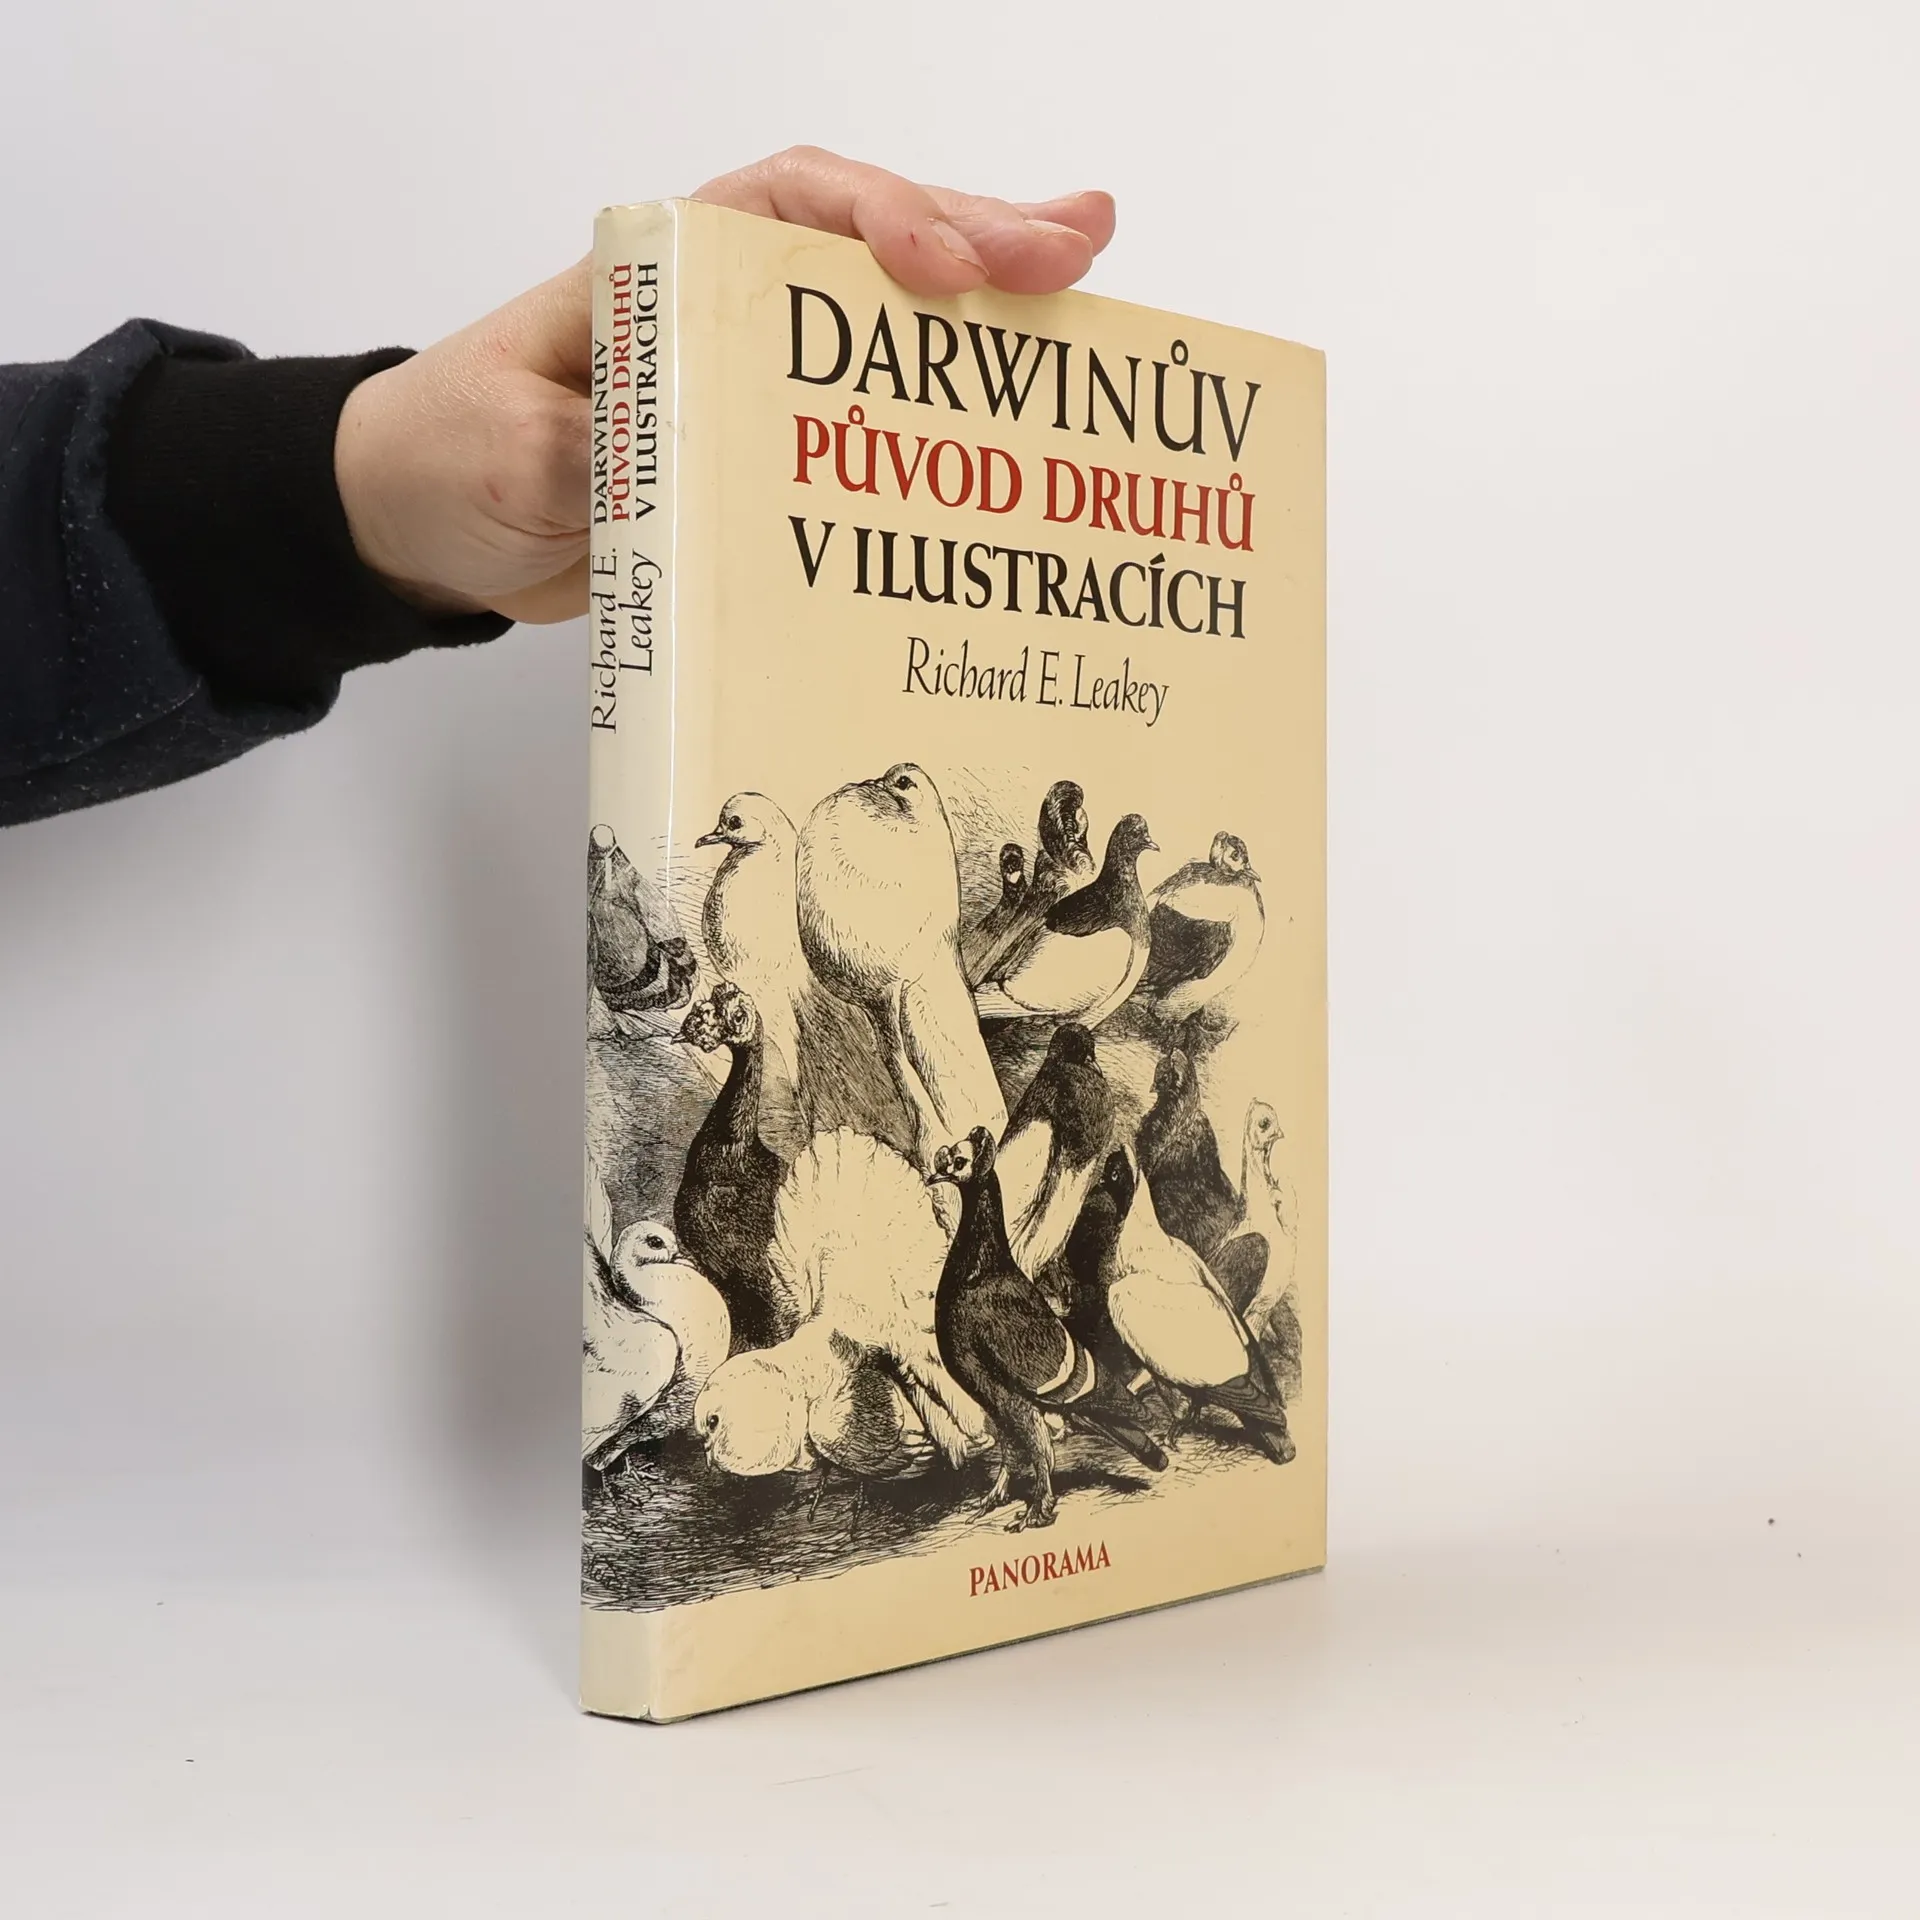 DARWINŮV
PŮVOD DRUHŮ
V ILUSTRACÍCH
Richard E. Leakey
PANORAMA
Richard E.
Leakey
DARWINŮV
PŮVOD DRUHŮ
V ILUSTRACÍCH